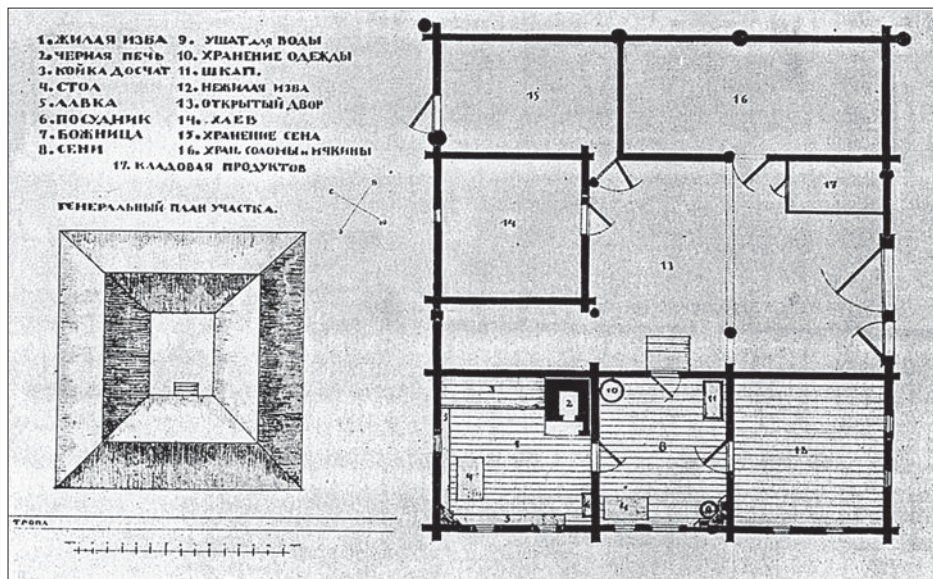 1. ЖИЛАЯ ИЗБА
2. ЧЕРНАЯ ПЕЧЬ
3. КОЙКА ДОСЧАТ
4. СТОЛ
5. ЛАВКА
6. ПОСУДНИК
7. БОЖНИЦА
8. СЕНИ
9. УШАТ для ВОДЫ
10. ХРАНЕНИЕ ОДЕЖДЫ
11. ШКАП.
12. НЕЖИЛАЯ ИЗБА
13. ОТКРЫТЫЙ ДВОР
14. ХЛЕВ
15. ХРАНЕНИЕ СЕНА
16. ХРАН. СОЛОМЫ и МЯКИНЫ
17. КЛАДОВАЯ ПРОДУКТОВ
ГЕНЕРАЛЬНЫЙ ПЛАН УЧАСТКА.
ТРОПА
15
16
17
14
13
10
11
3
2
5
1
8
12
4
3